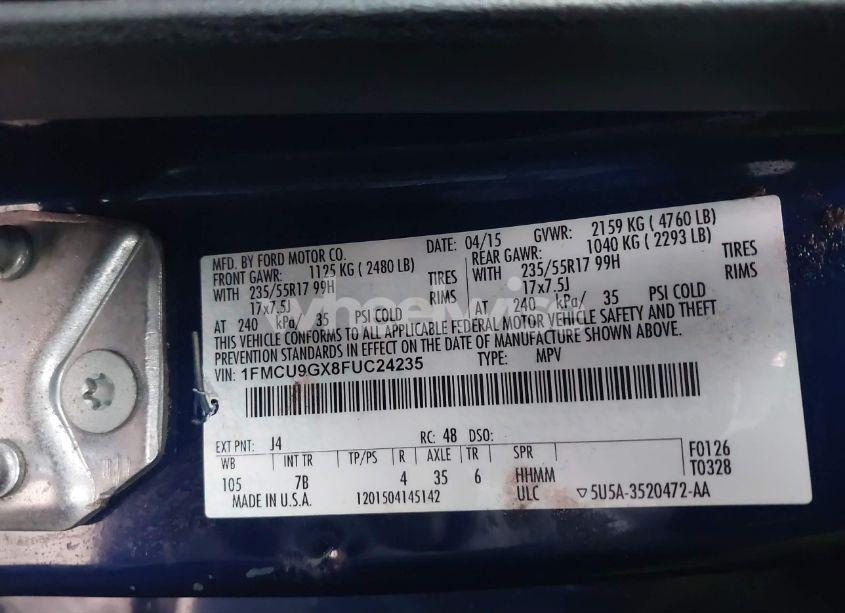 MFD. BY FORD MOTOR CO.
DATE: 04/15 GVWR: 2159 KG ( 4760 LB)
FRONT GAWR: 1125 KG ( 2480 LB)
REAR GAWR: 1040 KG ( 2293 LB)
WITH 235/55R17 99H TIRES
WITH 235/55R17 99H TIRES
17x7.5J RIMS
17x7.5J RIMS
AT 240 kPa/ 35 PSI COLD
AT 240 kPa/ 35 PSI COLD
THIS VEHICLE CONFORMS TO ALL APPLICABLE FEDERAL MOTOR VEHICLE SAFETY AND THEFT
PREVENTION STANDARDS IN EFFECT ON THE DATE OF MANUFACTURE SHOWN ABOVE.
VIN: 1FMCU9GX8FUC24235 TYPE: MPV
EXT PNT: J4 RC: 48 DSO:
WB INT TR TP/PS R AXLE TR SPR
105 7B 4 35 6 HHMM
F0126
T0328
MADE IN U.S.A. 1201504145142 ULC ▽5U5A-3520472-AA
wheelwise